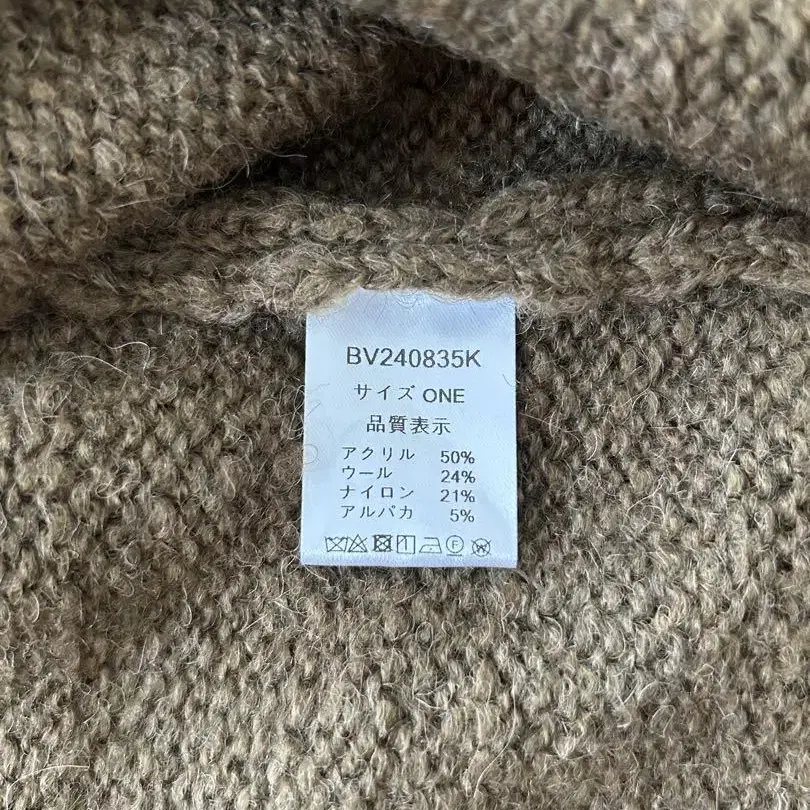 BV240835K
サイズ ONE
品質表示
アクリル 50%
ウール 24%
ナイロン 21%
アルパカ 5%